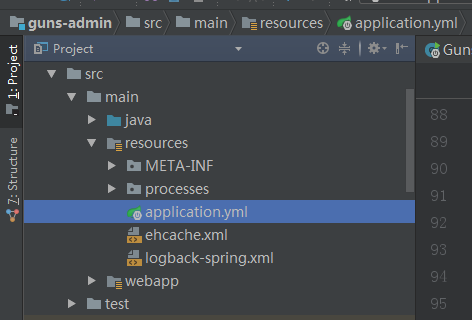 guns-admin src main resources application.yml
1: Project
Z: Structure
Project
Gun
src
main
java
resources
META-INF
processes
application.yml
ehcache.xml
logback-spring.xml
webapp
test
88
89
90
91
92
93
94
95